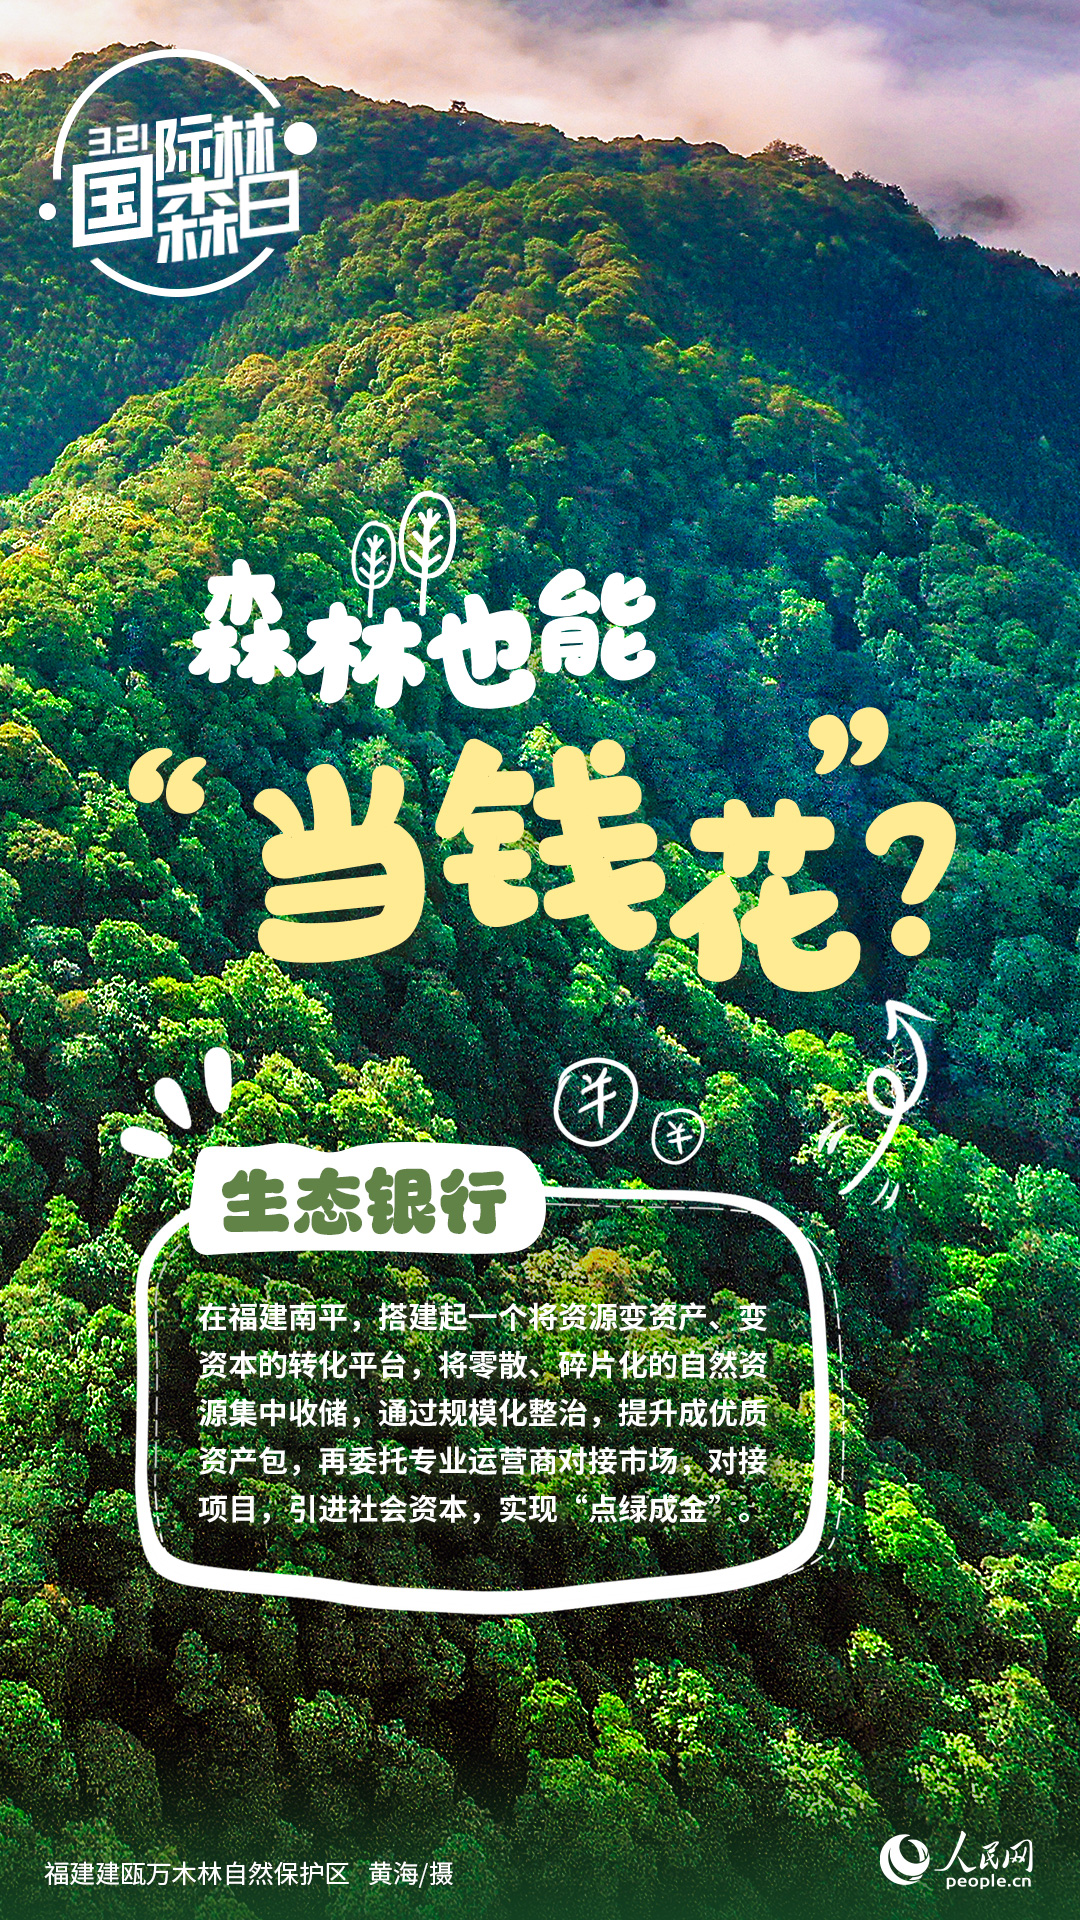 3.21
国际森林日
森林也能
“当钱花”?
生态银行
在福建南平，搭建起一个将资源变资产、变
资本的转化平台，将零散、碎片化的自然资
源集中收储，通过规模化整治，提升成优质
资产包，再委托专业运营商对接市场，对接
项目，引进社会资本，实现“点绿成金”。
福建建瓯万木林自然保护区 黄海/摄
人民网
people.cn